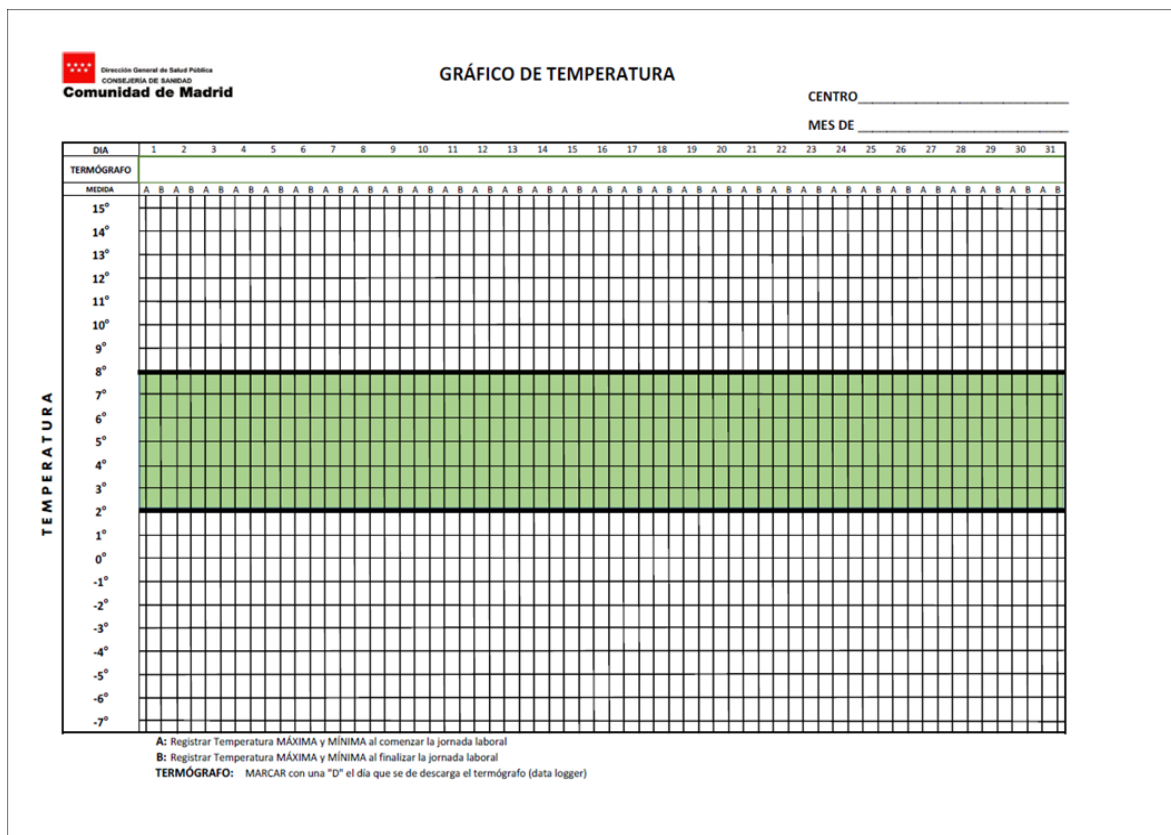 Dirección General de Salud Pública
CONSEJERÍA DE SANIDAD
Comunidad de Madrid
GRÁFICO DE TEMPERATURA
CENTRO
MES DE
DIA 1 2 3 4 5 6 7 8 9 10 11 12 13 14 15 16 17 18 19 20 21 22 23 24 25 26 27 28 29 30 31
TERMÓGRAFO
MEDIDA A B A B A B A B A B A B A B A B A B A B A B A B A B A B A B A B A B A B A B A B A B A B A B A B A B A B A B A B A B A B A B
TEMPERATURA
15°
14°
13°
12°
11°
10°
9°
8°
7°
6°
5°
4°
3°
2°
1°
0°
-1°
-2°
-3°
-4°
-5°
-6°
-7°
A: Registrar Temperatura MÁXIMA y MÍNIMA al comenzar la jornada laboral
B: Registrar Temperatura MÁXIMA y MÍNIMA al finalizar la jornada laboral
TERMÓGRAFO: MARCAR con una "D" el día que se de descarga el termógrafo (data logger)